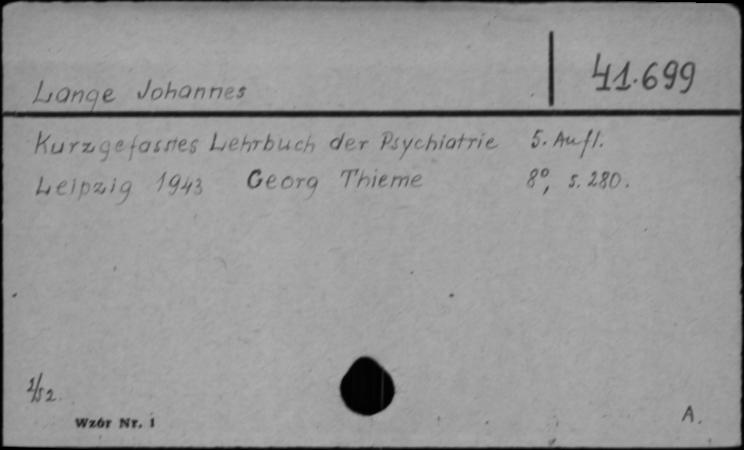 Lange Johannes
41.699
Kurzgefasstes Lehrbuch der Psychiatrie 5. Aufl.
Leipzig 1943 Georg Thieme 8°, s. 280.
1/52.
Wzór Nr. 1
A.